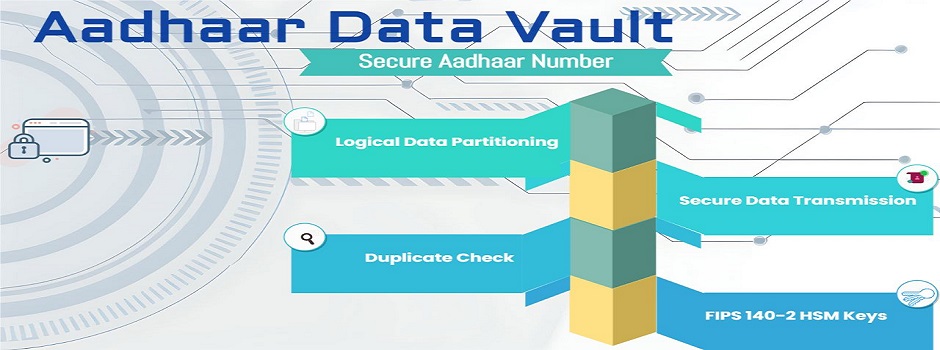 Aadhaar Data Vault
Secure Aadhaar Number
Logical Data Partitioning
Secure Data Transmission
Duplicate Check
FIPS 140-2 HSM Keys